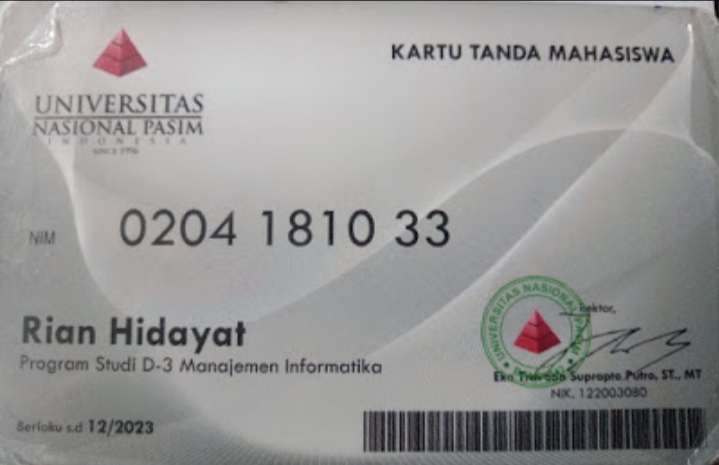 KARTU TANDA MAHASISWA
UNIVERSITAS
NASIONAL PASIM
INDONESIA
SINCE 1996
NIM 0204 1810 33
Rian Hidayat
Program Studi D-3 Manajemen Informatika
Berlaku s.d 12/2023
UNIVERSITAS NASIONAL PASIM
Rektor,
Eko Suprapto Putro, ST., MT
NIK. 122003080